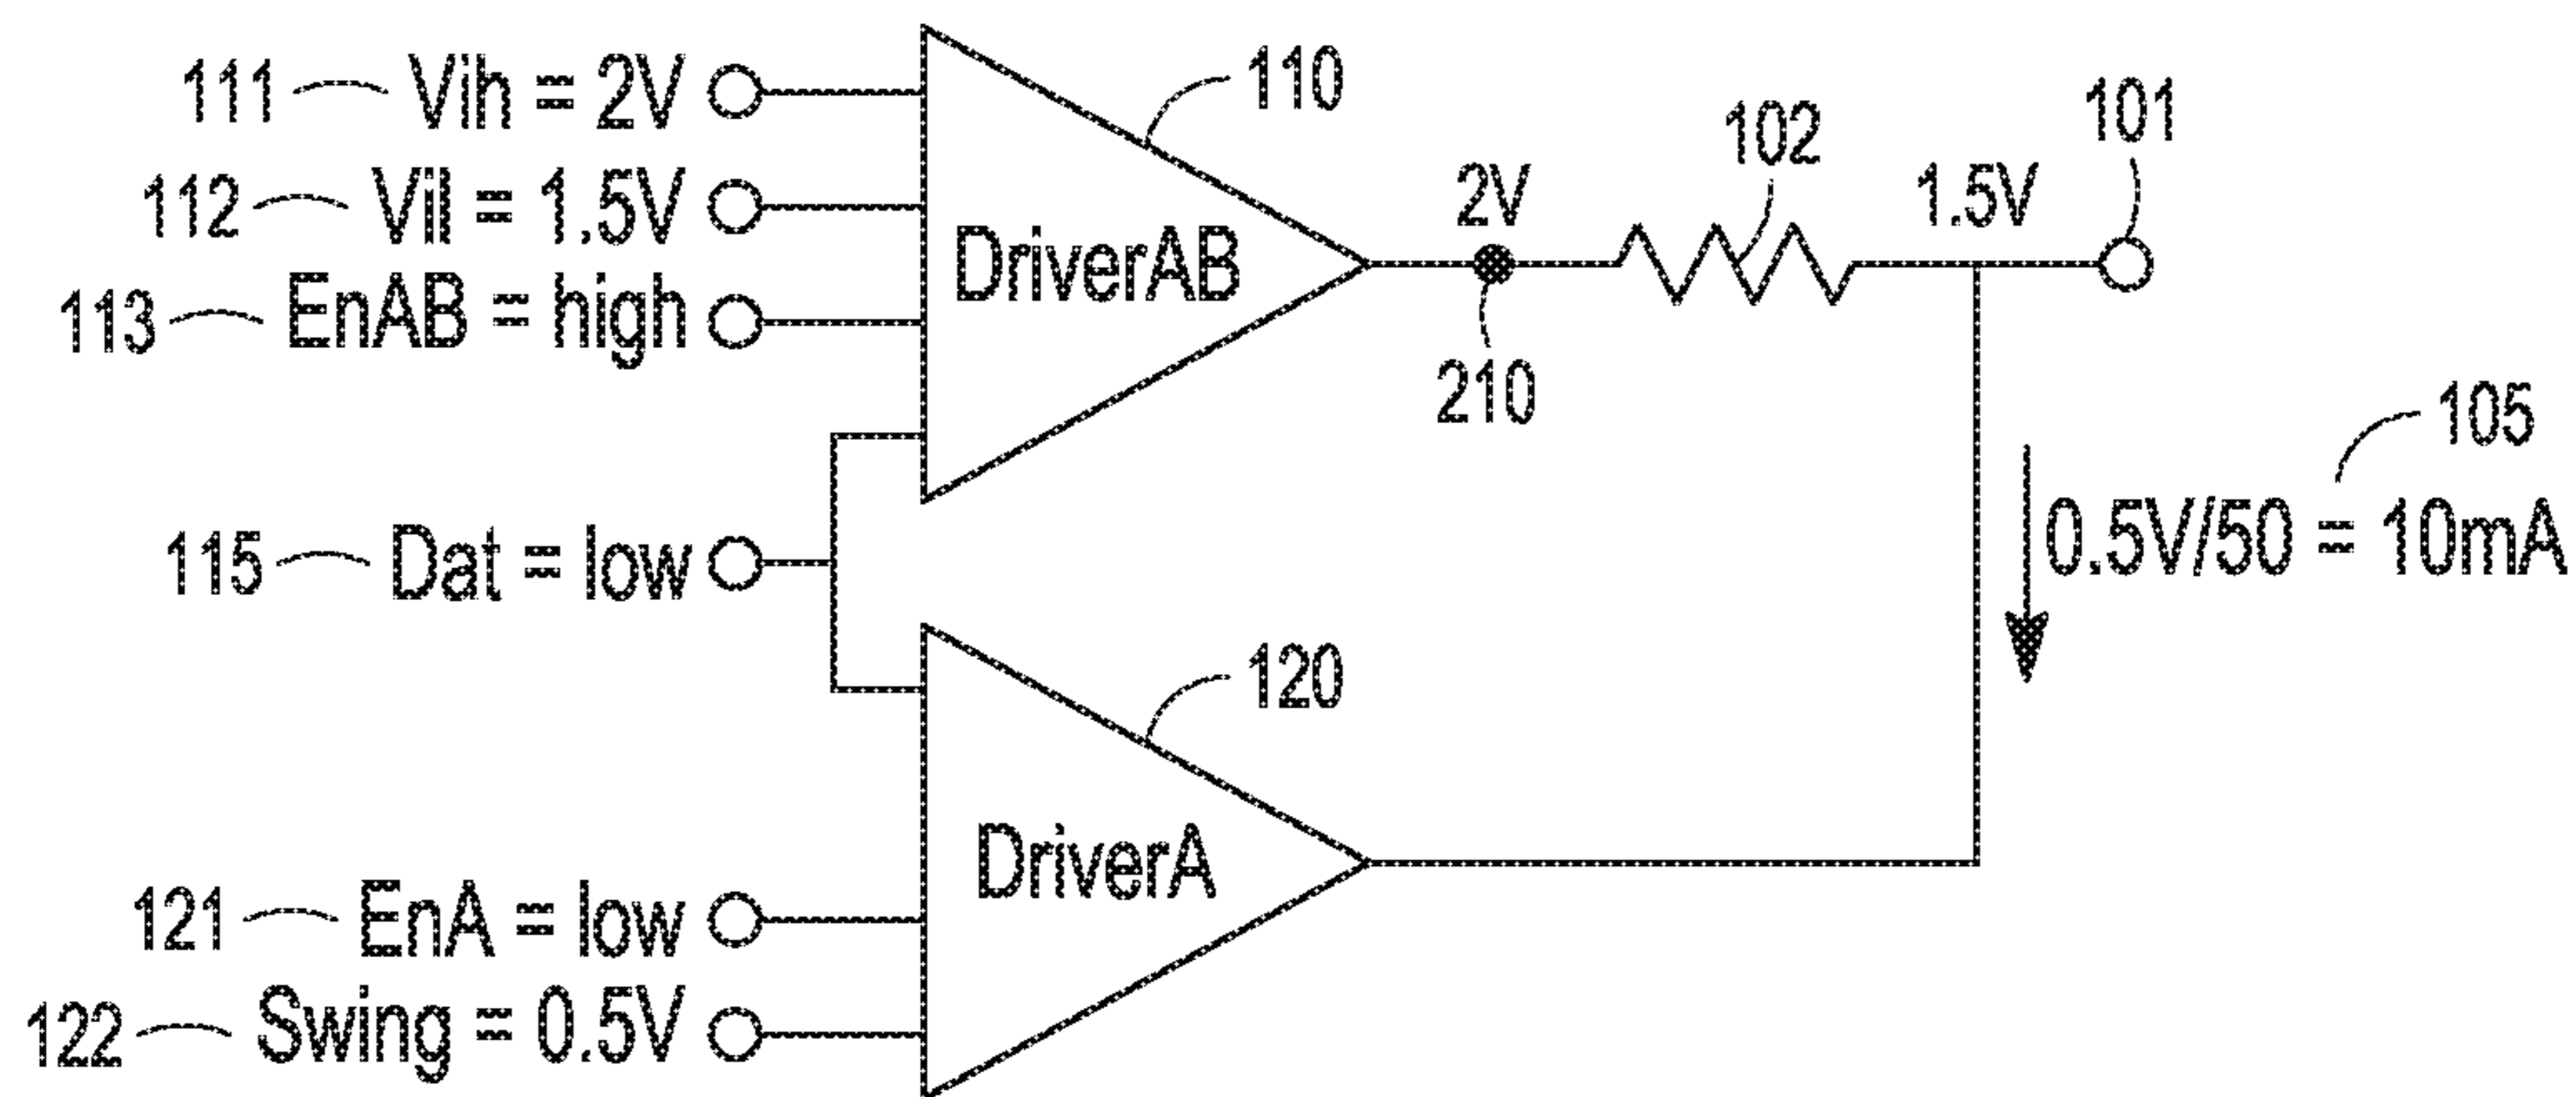 111 Vih = 2V
110
101
102
112 Vil = 1.5V
2V
1.5V
DriverAB
113 EnAB = high
210
105
0.5V/50 = 10mA
115 Dat = low
120
DriverA
121 EnA = low
122 Swing = 0.5V